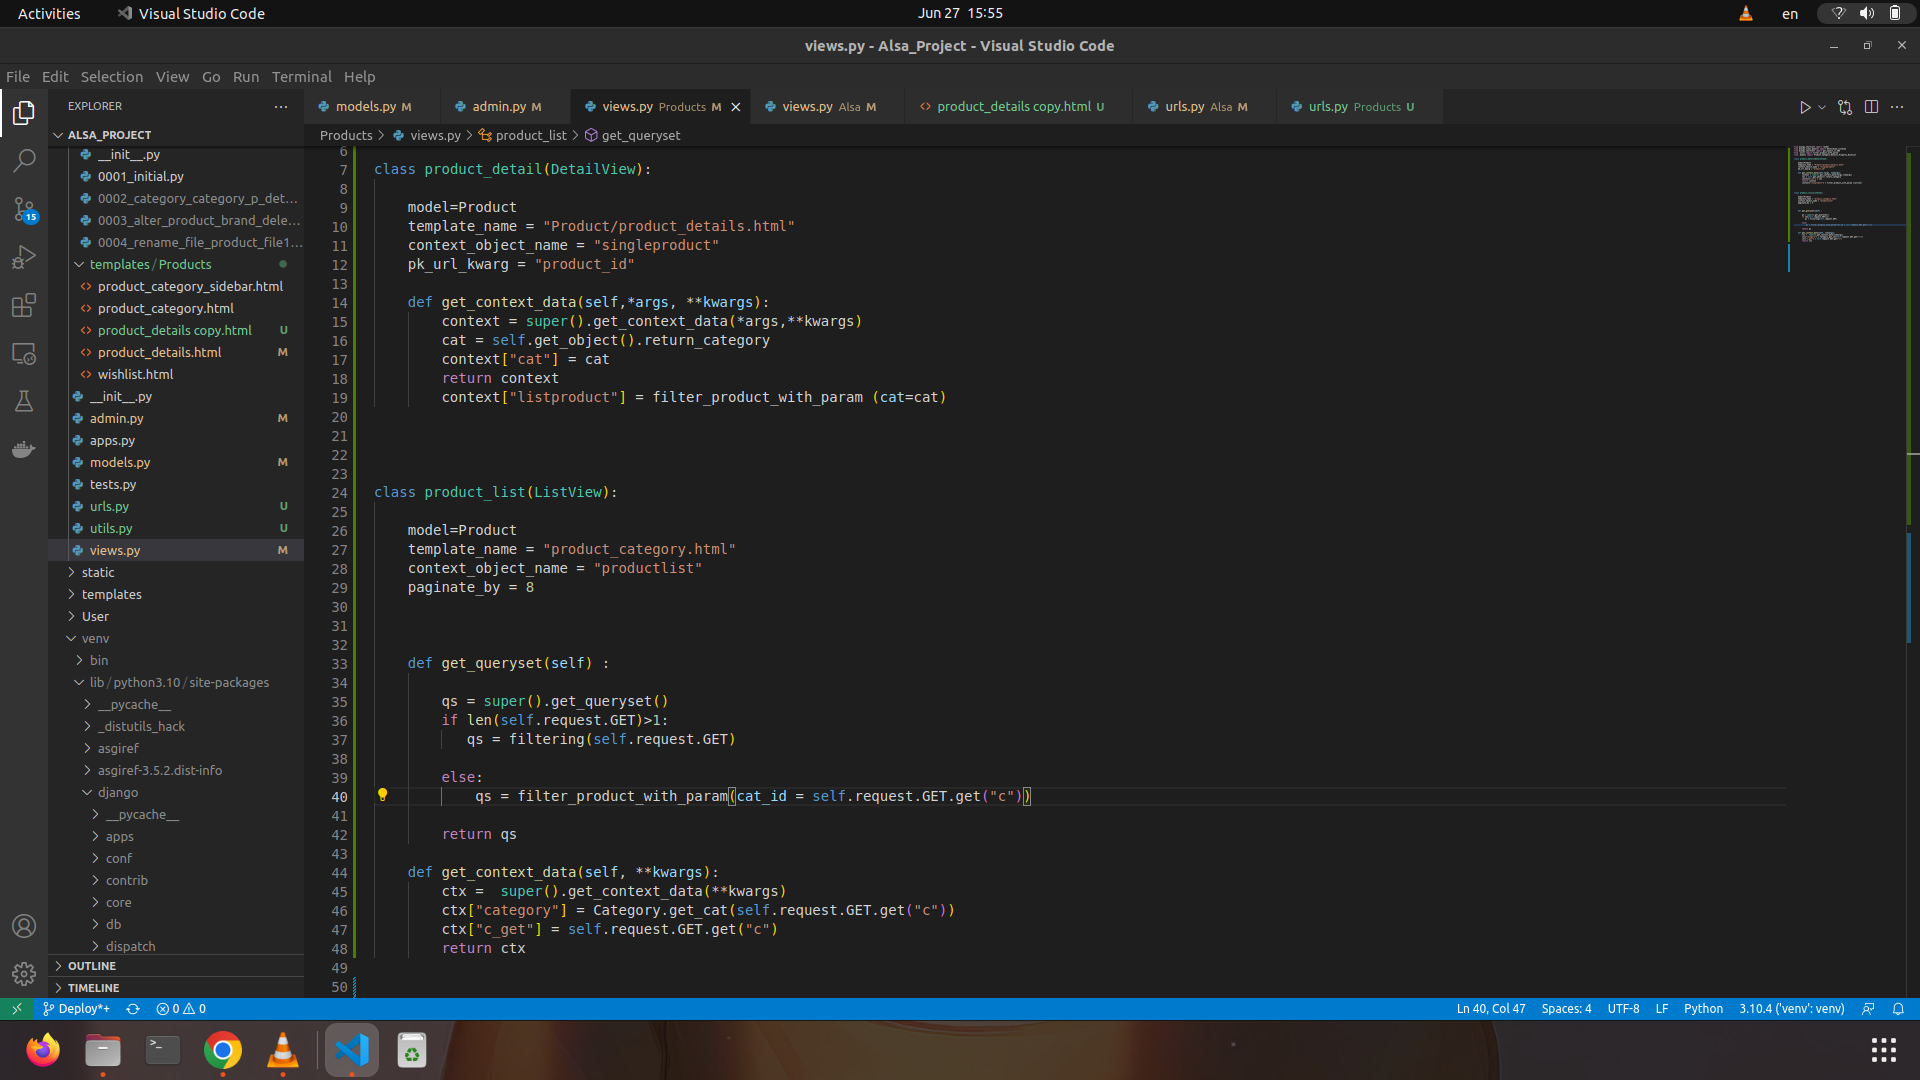 Activities
Visual Studio Code
Jun 27 15:55
en
views.py - Alsa_Project - Visual Studio Code
File Edit Selection View Go Run Terminal Help
EXPLORER
ALSA_PROJECT
__init__.py
0001_initial.py
0002_category_category_p_det...
0003_alter_product_brand_dele...
0004_rename_file_product_file1...
templates / Products
product_category_sidebar.html
product_category.html
product_details copy.html U
product_details.html M
wishlist.html
__init__.py
admin.py M
apps.py
models.py M
tests.py
urls.py U
utils.py U
views.py M
static
templates
User
venv
bin
lib / python3.10 / site-packages
__pycache__
_distutils_hack
asgiref
asgiref-3.5.2.dist-info
django
__pycache__
apps
conf
contrib
core
db
dispatch
OUTLINE
TIMELINE
15
models.py M
admin.py M
views.py Products M
views.py Alsa M
product_details copy.html U
urls.py Alsa M
urls.py Products U
Products > views.py > product_list > get_queryset
6
7 class product_detail(DetailView):
8
9 model=Product
10 template_name = "Product/product_details.html"
11 context_object_name = "singleproduct"
12 pk_url_kwarg = "product_id"
13
14 def get_context_data(self,*args, **kwargs):
15 context = super().get_context_data(*args,**kwargs)
16 cat = self.get_object().return_category
17 context["cat"] = cat
18 return context
19 context["listproduct"] = filter_product_with_param (cat=cat)
20
21
22
23
24 class product_list(ListView):
25
26 model=Product
27 template_name = "product_category.html"
28 context_object_name = "productlist"
29 paginate_by = 8
30
31
32
33 def get_queryset(self) :
34
35 qs = super().get_queryset()
36 if len(self.request.GET)>1:
37 qs = filtering(self.request.GET)
38
39 else:
40 qs = filter_product_with_param(cat_id = self.request.GET.get("c"))
41
42 return qs
43
44 def get_context_data(self, **kwargs):
45 ctx =  super().get_context_data(**kwargs)
46 ctx["category"] = Category.get_cat(self.request.GET.get("c"))
47 ctx["c_get"] = self.request.GET.get("c")
48 return ctx
49
50
Deploy*+
0
0
Ln 40, Col 47
Spaces: 4
UTF-8
LF
Python
3.10.4 ('venv': venv)